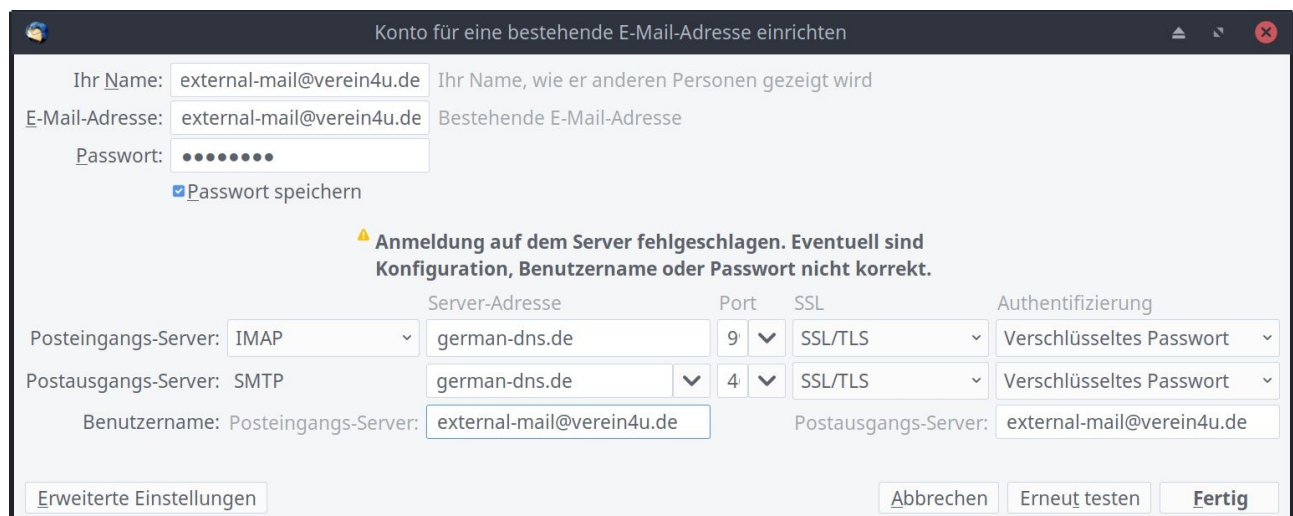 Konto für eine bestehende E-Mail-Adresse einrichten
Ihr Name: external-mail@verein4u.de Ihr Name, wie er anderen Personen gezeigt wird
E-Mail-Adresse: external-mail@verein4u.de Bestehende E-Mail-Adresse
Passwort: ●●●●●●●●
Passwort speichern
Anmeldung auf dem Server fehlgeschlagen. Eventuell sind
Konfiguration, Benutzername oder Passwort nicht korrekt.
Server-Adresse Port SSL Authentifizierung
Posteingangs-Server: IMAP german-dns.de 9 SSL/TLS Verschlüsseltes Passwort
Postausgangs-Server: SMTP german-dns.de 4 SSL/TLS Verschlüsseltes Passwort
Benutzername: Posteingangs-Server: external-mail@verein4u.de Postausgangs-Server: external-mail@verein4u.de
Erweiterte Einstellungen Abbrechen Erneut testen Fertig